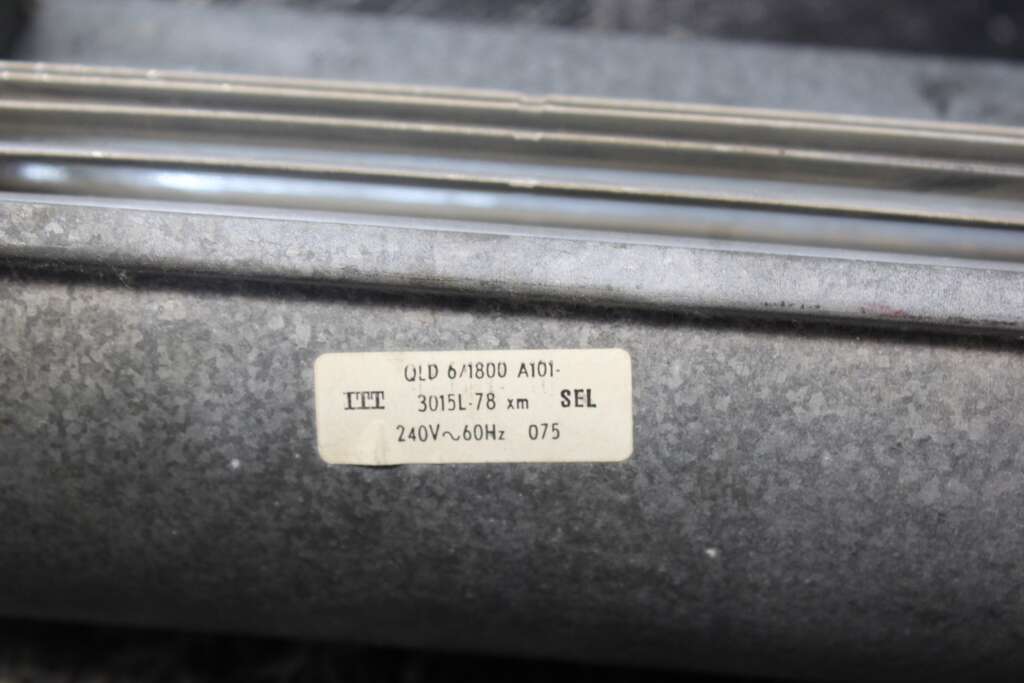 QLD 6/1800 A101-
ITT 3015L-78 xm SEL
240V~60Hz 075